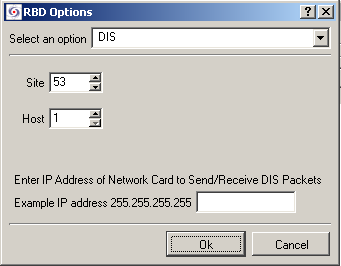 RBD Options
Select an option DIS
Site 53
Host 1
Enter IP Address of Network Card to Send/Receive DIS Packets
Example IP address 255.255.255.255
Ok Cancel